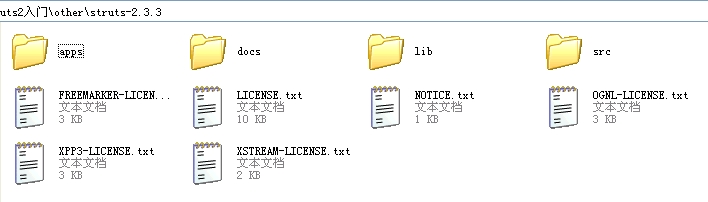 uts2入门\other\struts-2.3.3
apps
docs
lib
src
FREEMARKER-LICEN...
文本文档
3 KB
LICENSE.txt
文本文档
10 KB
NOTICE.txt
文本文档
1 KB
OGNL-LICENSE.txt
文本文档
3 KB
XPP3-LICENSE.txt
文本文档
3 KB
XSTREAM-LICENSE.txt
文本文档
2 KB